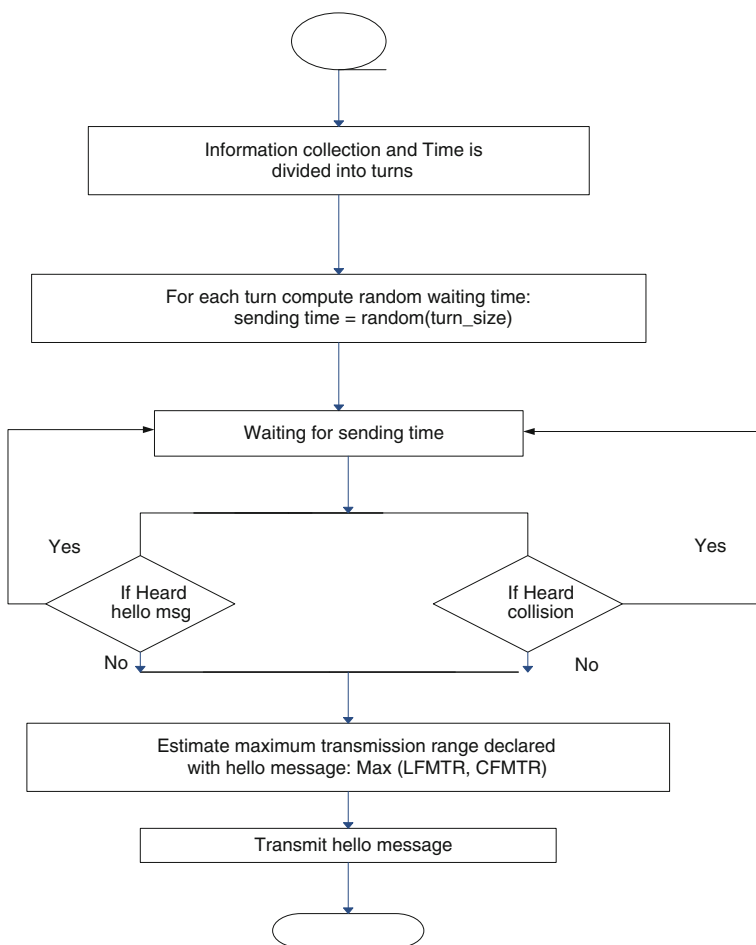 Information collection and Time is
divided into turns
For each turn compute random waiting time:
sending time = random(turn_size)
Waiting for sending time
Yes
Yes
If Heard
hello msg
If Heard
collision
No
No
Estimate maximum transmission range declared
with hello message: Max (LFMTR, CFMTR)
Transmit hello message